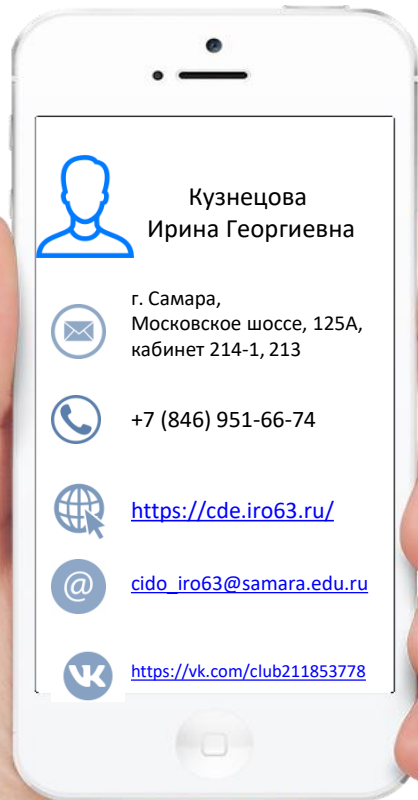 Кузнецова
Ирина Георгиевна
г. Самара,
Московское шоссе, 125А,
кабинет 214-1, 213
+7 (846) 951-66-74
https://cde.iro63.ru/
@
cido_iro63@samara.edu.ru
https://vk.com/club211853778